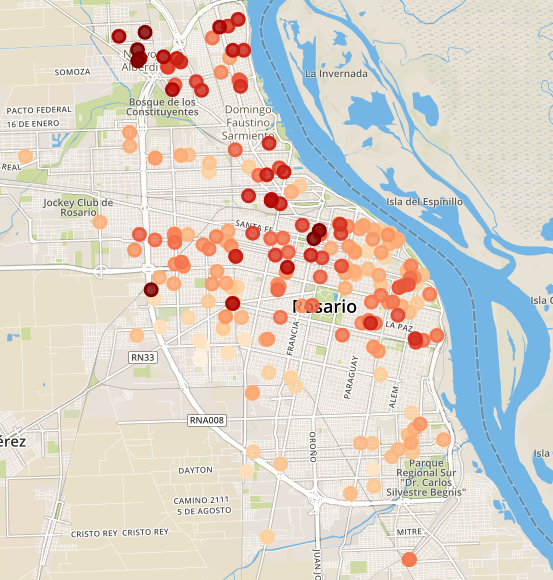 La Invernada
SOMOZA
Alberdi
Bosque de los
Constituyentes
PACTO FEDERAL
16 DE ENERO
Domingo
Faustino
Sarmiento
REAL
Jockey Club de
Rosario
Isla del Espinillo
SANTA FE
Isla
Rosario
LA PAZ
FRANCIA
RN33
PARAGUAY
ALEM
RNA008
OROÑO
érez
Isla
DAYTON
Parque
Regional Sur
"Dr. Carlos
Silvestre Begnis"
CAMINO 2111
5 DE AGOSTO
CRISTO REY CRISTO REY
MITRE
JUAN JO